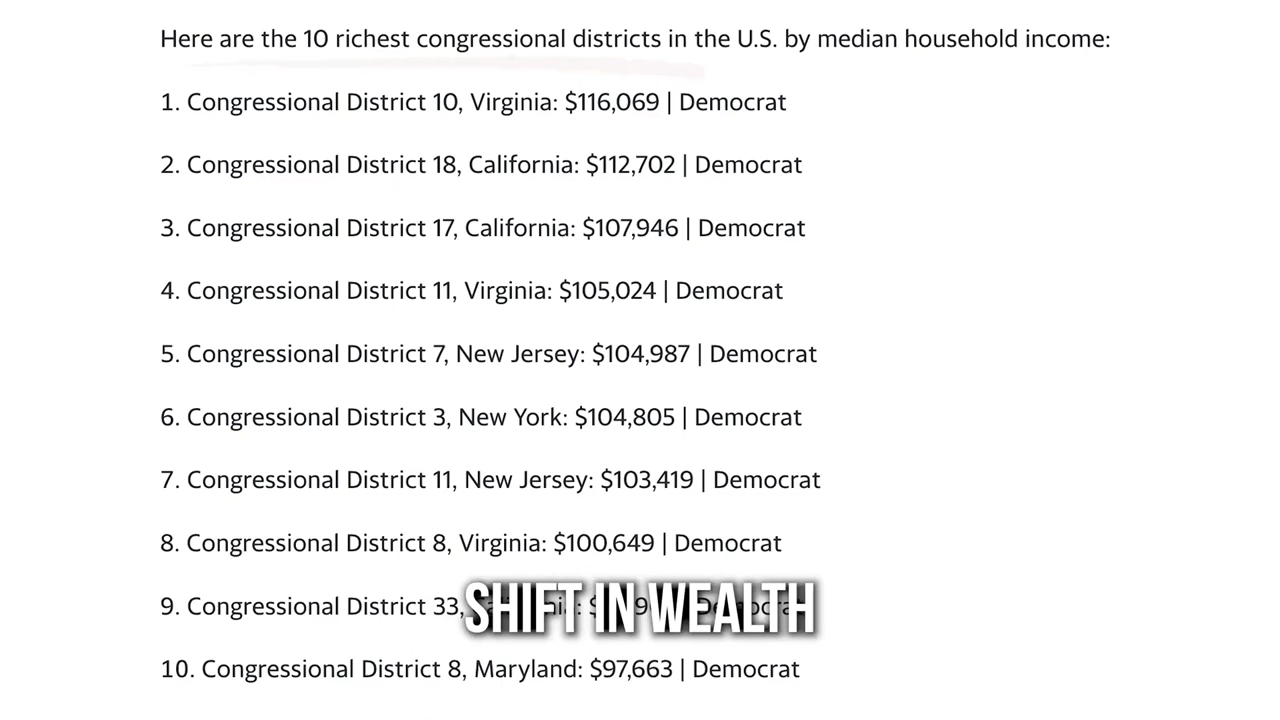 Here are the 10 richest congressional districts in the U.S. by median household income:
1. Congressional District 10, Virginia: $116,069 | Democrat
2. Congressional District 18, California: $112,702 | Democrat
3. Congressional District 17, California: $107,946 | Democrat
4. Congressional District 11, Virginia: $105,024 | Democrat
5. Congressional District 7, New Jersey: $104,987 | Democrat
6. Congressional District 3, New York: $104,805 | Democrat
7. Congressional District 11, New Jersey: $103,419 | Democrat
8. Congressional District 8, Virginia: $100,649 | Democrat
9. Congressional District 33,
SHIFT IN WEALTH
10. Congressional District 8, Maryland: $97,663 | Democrat